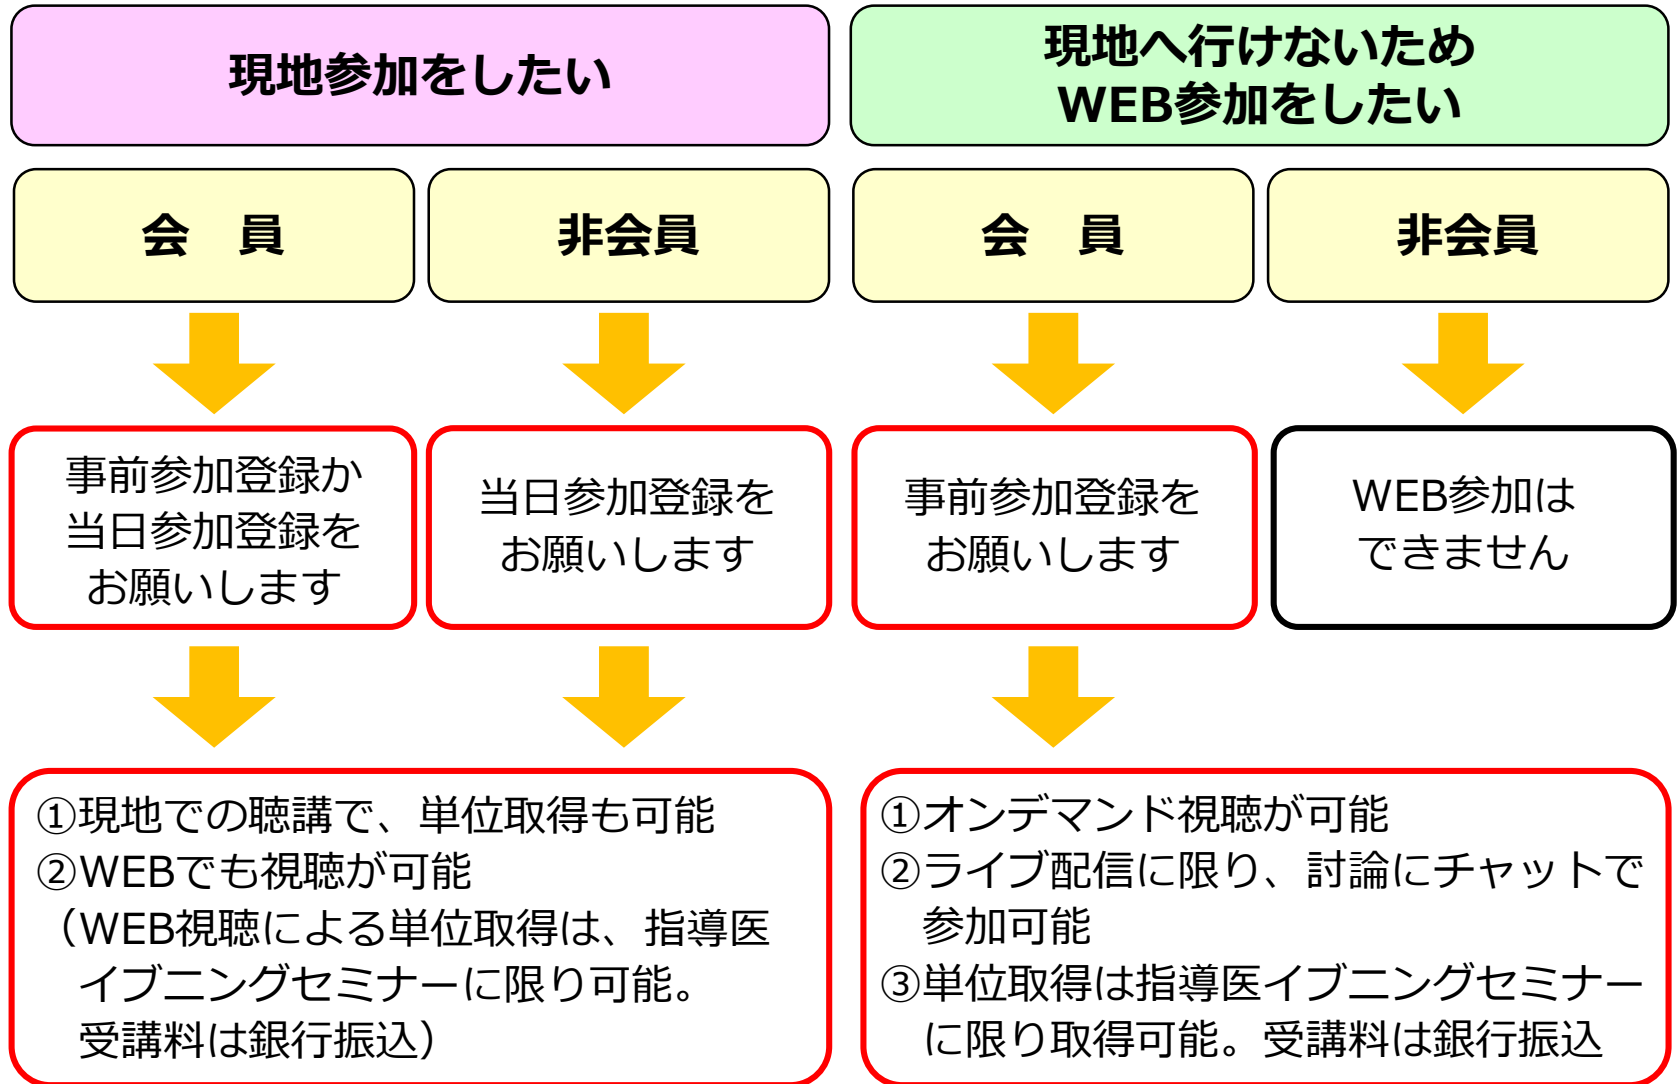 現地参加をしたい
現地へ行けないため
WEB参加をしたい
会　員
非会員
会　員
非会員
事前参加登録か
当日参加登録を
お願いします
当日参加登録を
お願いします
事前参加登録を
お願いします
WEB参加は
できません
①現地での聴講で、単位取得も可能
②WEBでも視聴が可能
（WEB視聴による単位取得は、指導医
イブニングセミナーに限り可能。
受講料は銀行振込）
①オンデマンド視聴が可能
②ライブ配信に限り、討論にチャットで
参加可能
③単位取得は指導医イブニングセミナー
に限り取得可能。受講料は銀行振込